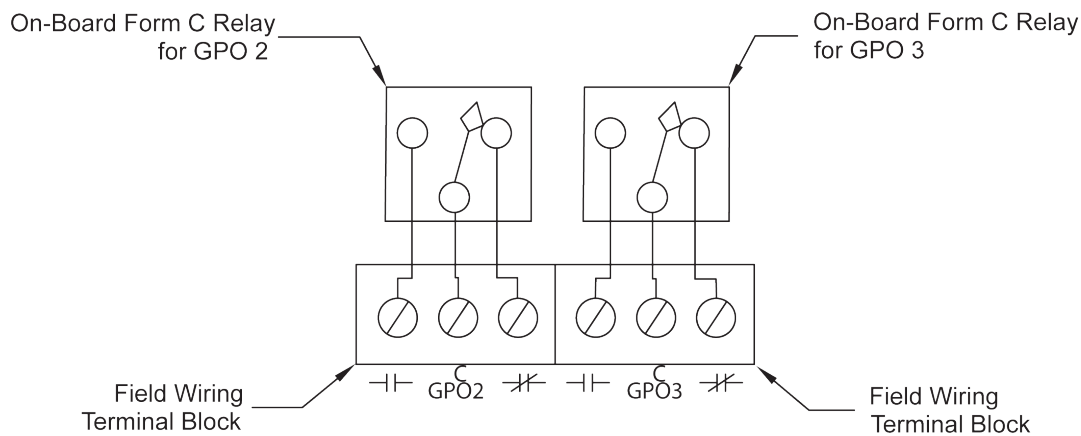 On-Board Form C Relay
for GPO 2
On-Board Form C Relay
for GPO 3
C
GPO2
C
GPO3
Field Wiring
Terminal Block
Field Wiring
Terminal Block